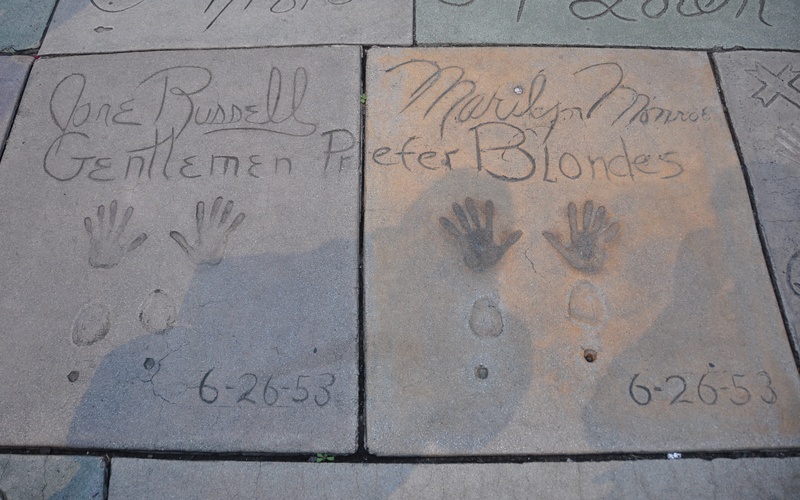 Jane Russell Marilyn Monroe
Gentlemen Prefer Blondes
6-26-53 6-26-53